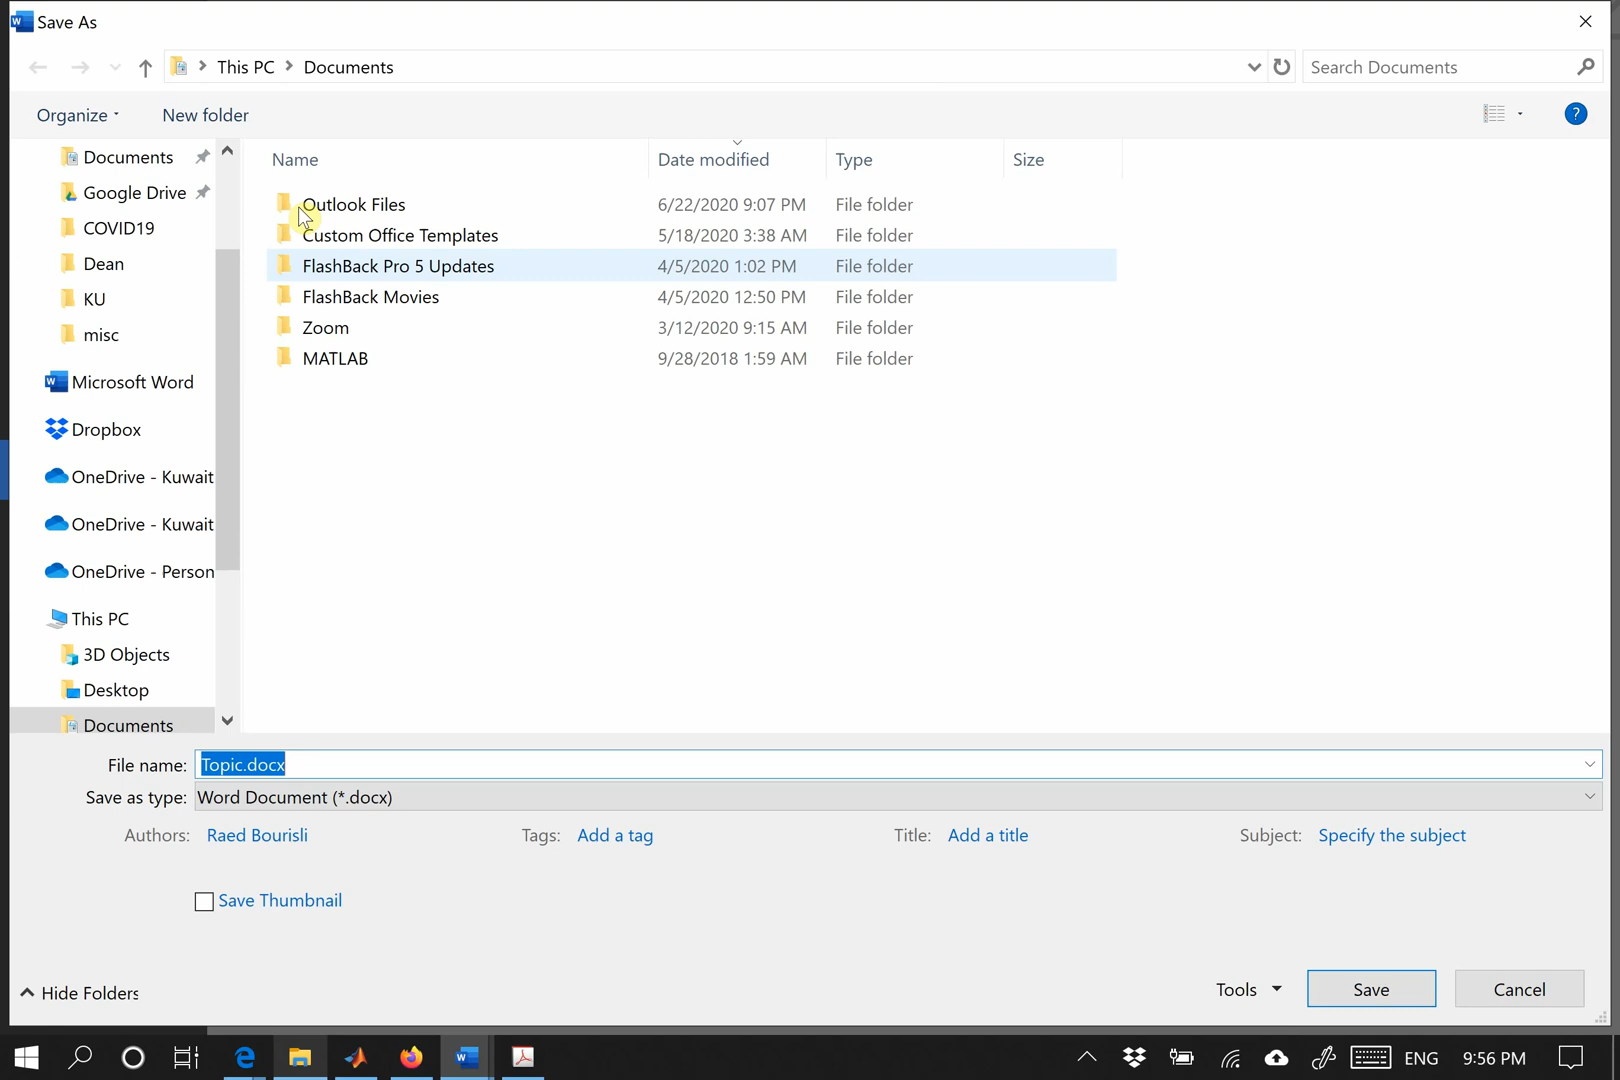 Save As
This PC
Documents
Search Documents
Organize
New folder
Documents
Google Drive
COVID19
Dean
KU
misc
Microsoft Word
Dropbox
OneDrive - Kuwait
OneDrive - Kuwait
OneDrive - Person
This PC
3D Objects
Desktop
Documents
Name Date modified Type Size
Outlook Files 6/22/2020 9:07 PM File folder
Custom Office Templates 5/18/2020 3:38 AM File folder
FlashBack Pro 5 Updates 4/5/2020 1:02 PM File folder
FlashBack Movies 4/5/2020 12:50 PM File folder
Zoom 3/12/2020 9:15 AM File folder
MATLAB 9/28/2018 1:59 AM File folder
File name: Topic.docx
Save as type: Word Document (*.docx)
Authors: Raed Bourisli Tags: Add a tag Title: Add a title Subject: Specify the subject
Save Thumbnail
Hide Folders
Tools
Save
Cancel
ENG
9:56 PM